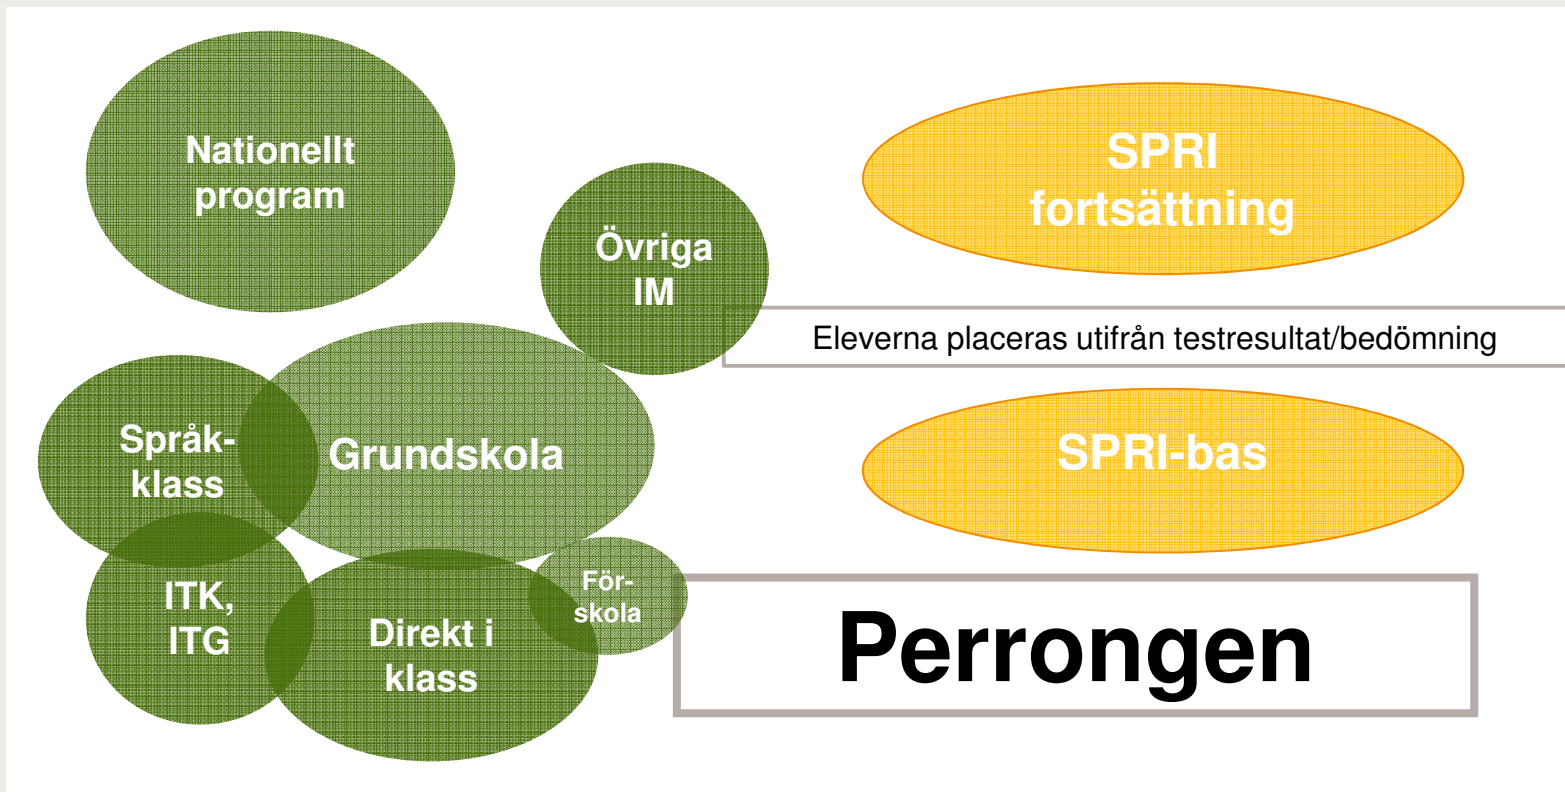 Nationellt
program
Övriga
IM
SPRI
fortsättning
Eleverna placeras utifrån testresultat/bedömning
Språk-
klass
Grundskola
SPRI-bas
ITK,
ITG
Direkt i
klass
För-
skola
Perrongen